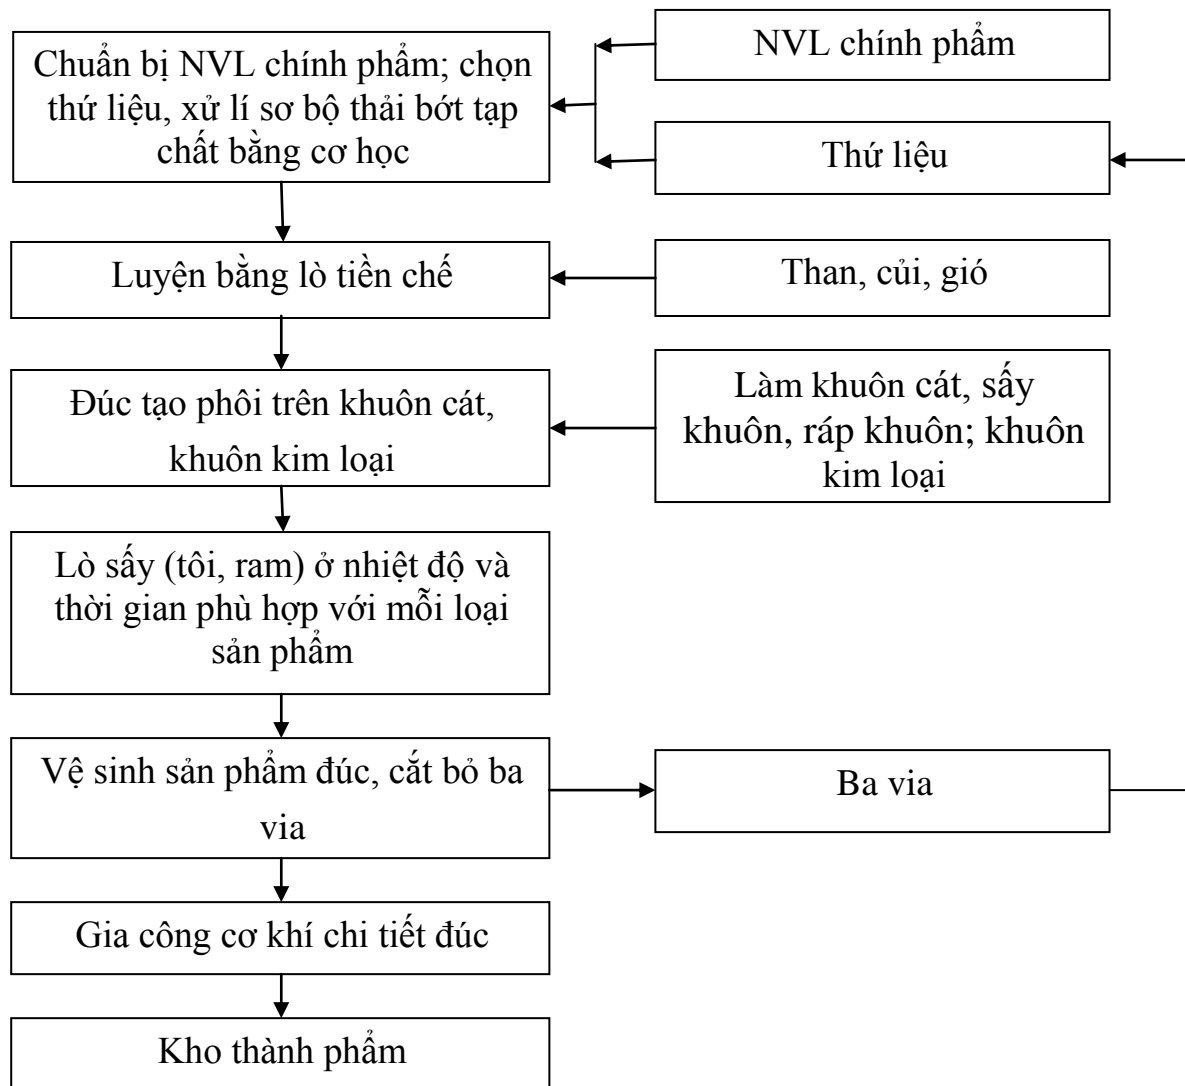 NVL chính phẩm
Chuẩn bị NVL chính phẩm; chọn
thứ liệu, xử lí sơ bộ thải bớt tạp
chất bằng cơ học
Thứ liệu
Luyện bằng lò tiền chế
Than, củi, gió
Đúc tạo phôi trên khuôn cát,
khuôn kim loại
Làm khuôn cát, sấy
khuôn, ráp khuôn; khuôn
kim loại
Lò sấy (tôi, ram) ở nhiệt độ và
thời gian phù hợp với mỗi loại
sản phẩm
Vệ sinh sản phẩm đúc, cắt bỏ ba
via
Ba via
Gia công cơ khí chi tiết đúc
Kho thành phẩm